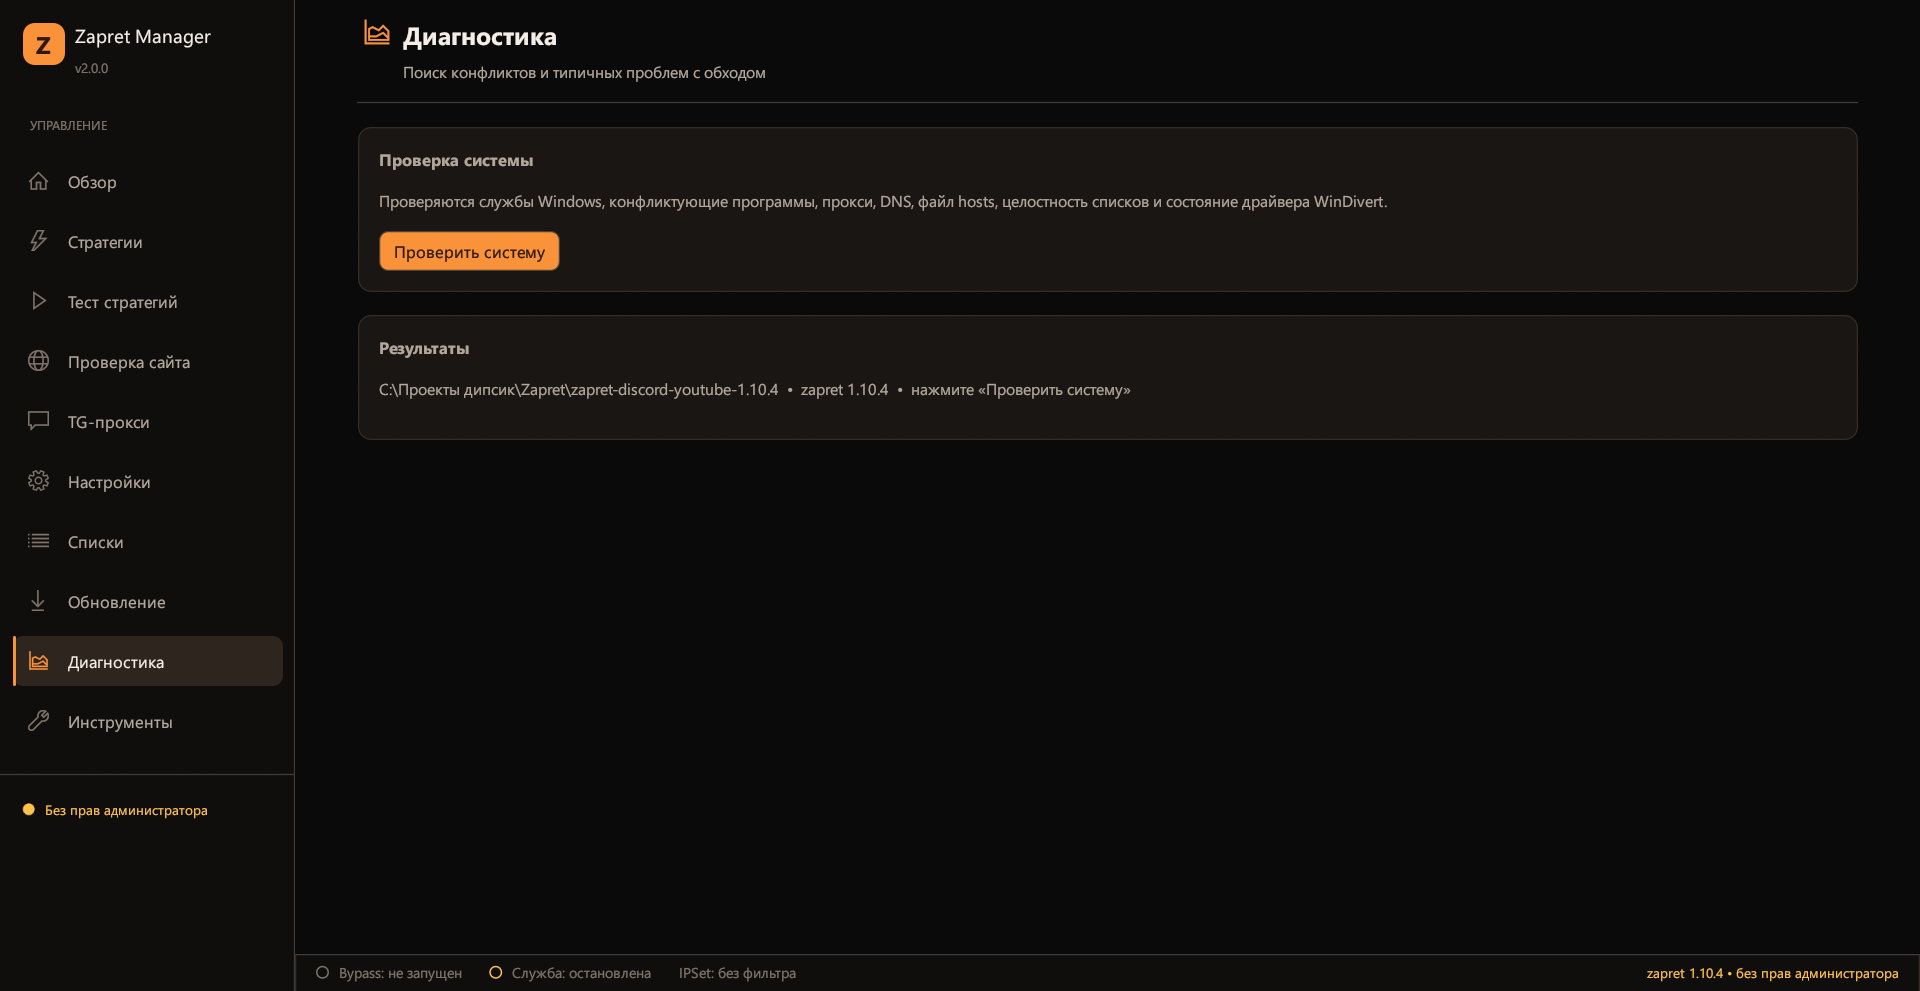 Z
Zapret Manager
v2.0.0
УПРАВЛЕНИЕ
Обзор
Стратегии
Тест стратегий
Проверка сайта
TG-прокси
Настройки
Списки
Обновление
Диагностика
Инструменты
Без прав администратора
Диагностика
Поиск конфликтов и типичных проблем с обходом
Проверка системы
Проверяются службы Windows, конфликтующие программы, прокси, DNS, файл hosts, целостность списков и состояние драйвера WinDivert.
Проверить систему
Результаты
C:\Проекты дипсик\Zapret\zapret-discord-youtube-1.10.4 • zapret 1.10.4 • нажмите «Проверить систему»
Bypass: не запущен Служба: остановлена IPSet: без фильтра zapret 1.10.4 • без прав администратора